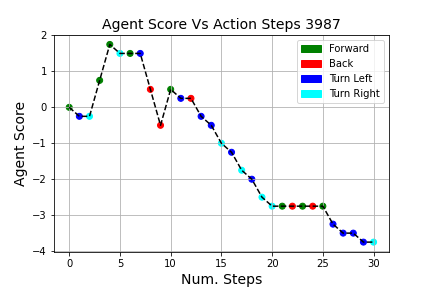 Agent Score Vs Action Steps 3987
Forward
Back
Turn Left
Turn Right
Agent Score
2
1
0
−1
−2
−3
−4
0 5 10 15 20 25 30
Num. Steps